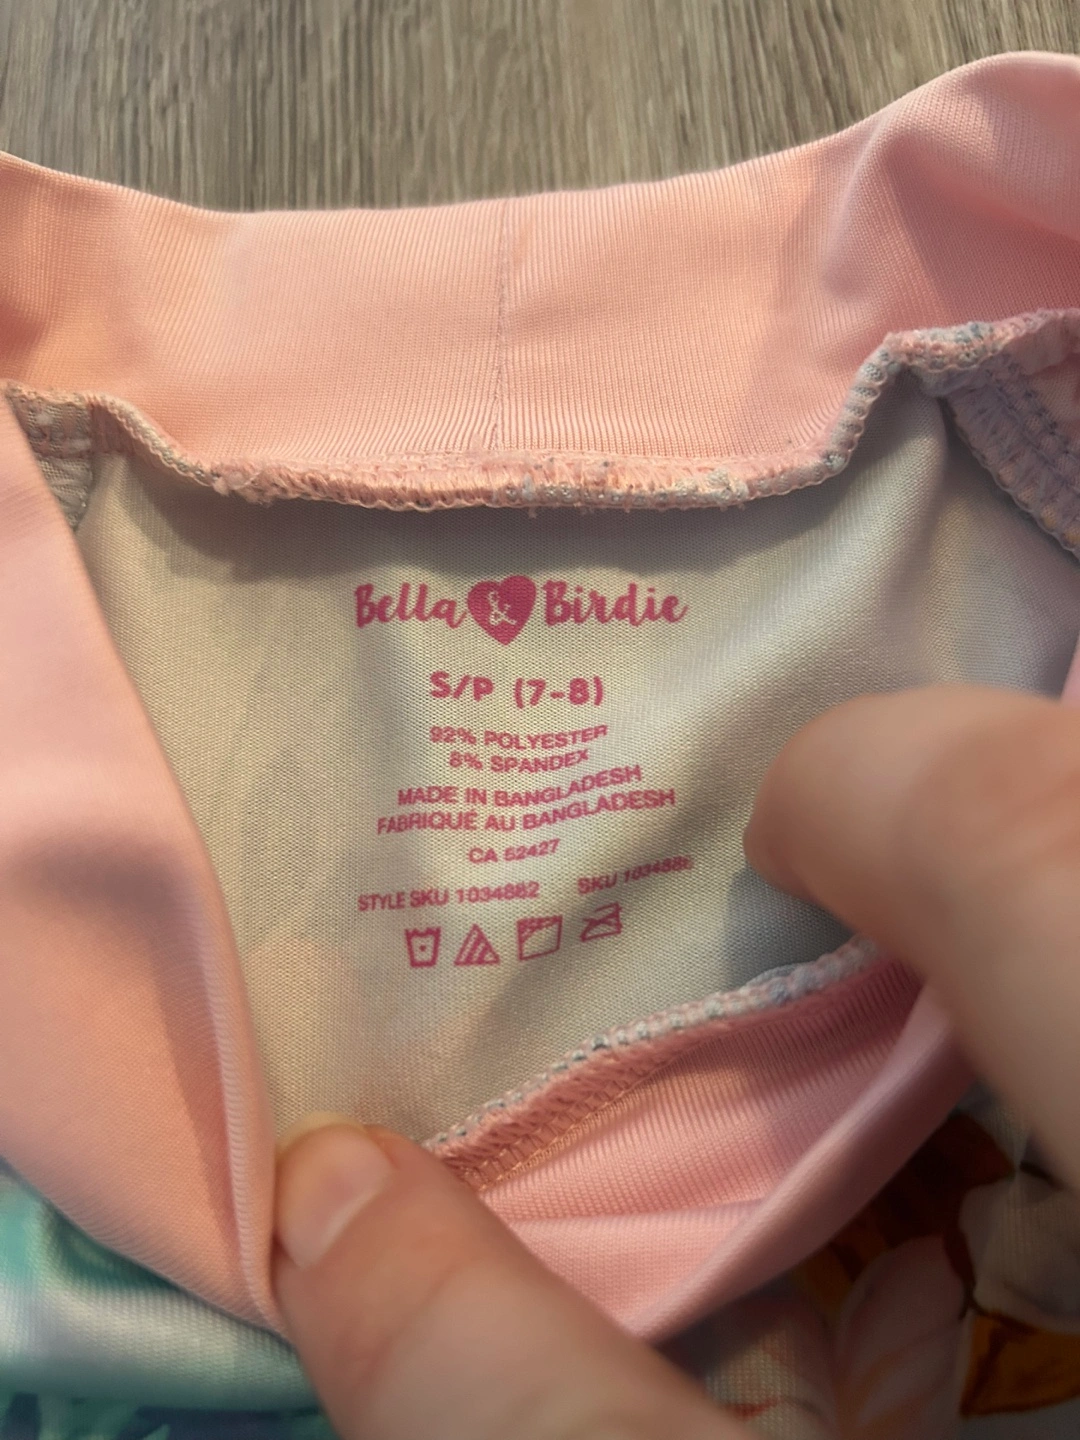 Bella & Birdie
S/P (7-8)
92% POLYESTER
8% SPANDEX
MADE IN BANGLADESH
FABRIQUÉ AU BANGLADESH
CA 52427
STYLE SKU 1034882 SKU